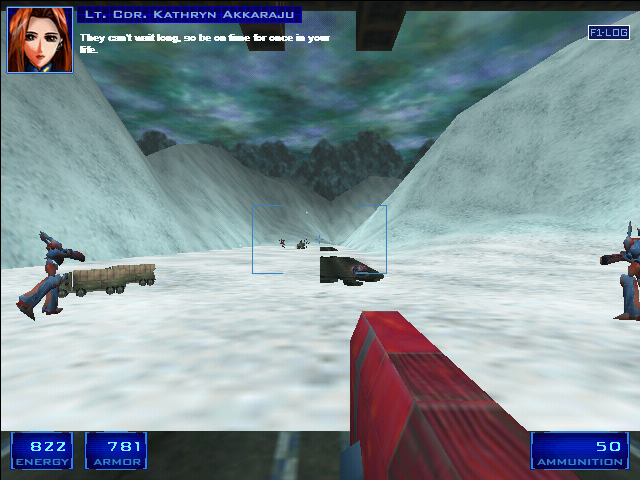 Lt. Cdr. Kathryn Akkaraju
They can't wait long, so be on time for once in your
life.
F1-LOG
822
ENERGY
781
ARMOR
50
AMMUNITION